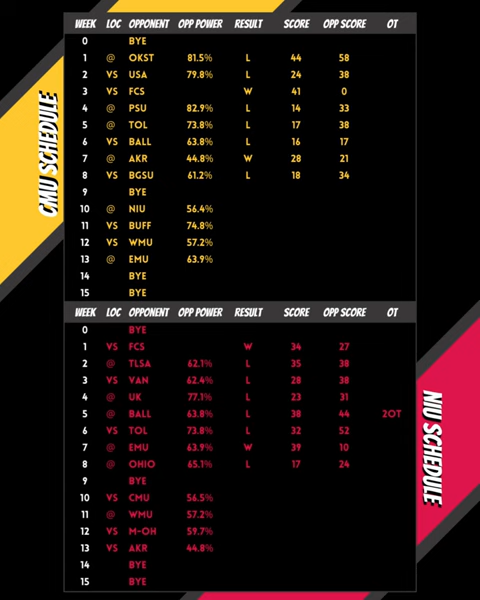 WEEK LOC OPPONENT OPP POWER RESULT SCORE OPP SCORE OT
0 BYE
1 @ OKST 81.5% L 44 58
2 VS USA 79.8% L 24 38
3 VS FCS W 41 0
4 @ PSU 82.9% L 14 33
5 @ TOL 73.8% L 17 38
6 VS BALL 63.8% L 16 17
7 @ AKR 44.8% W 28 21
8 VS BGSU 61.2% L 18 34
9 BYE
10 @ NIU 56.4%
11 VS BUFF 74.8%
12 VS WMU 57.2%
13 @ EMU 63.9%
14 BYE
15 BYE
CMU SCHEDULE
WEEK LOC OPPONENT OPP POWER RESULT SCORE OPP SCORE OT
0 BYE
1 VS FCS W 34 27
2 @ TLSA 62.1% L 35 38
3 VS VAN 62.4% L 28 38
4 @ UK 77.1% L 23 31
5 @ BALL 63.8% L 38 44 2OT
6 VS TOL 73.8% L 32 52
7 @ EMU 63.9% W 39 10
8 @ OHIO 65.1% L 17 24
9 BYE
10 VS CMU 56.5%
11 @ WMU 57.2%
12 VS M-OH 59.7%
13 VS AKR 44.8%
14 BYE
15 BYE
NIU SCHEDULE